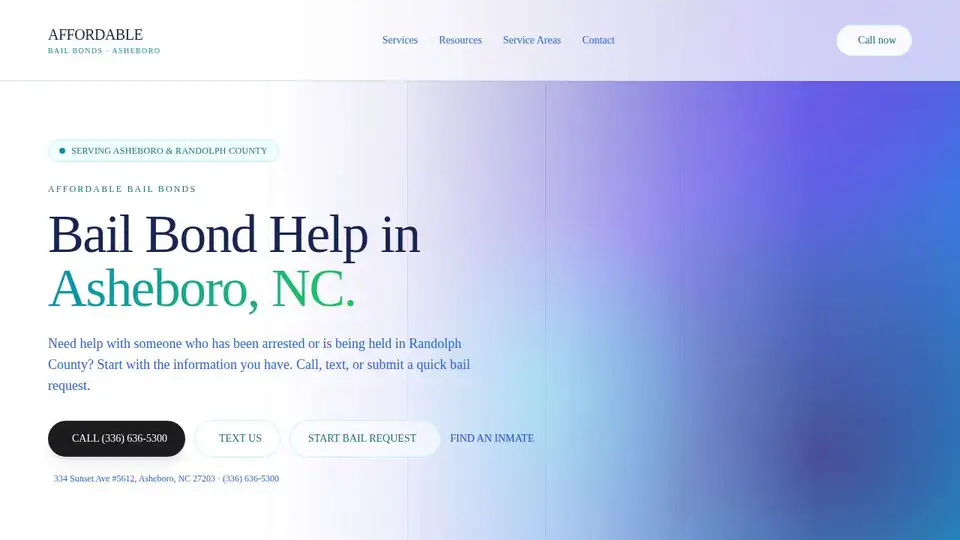 AFFORDABLE
BAIL BONDS · ASHEBORO
Services
Resources
Service Areas
Contact
Call now
SERVING ASHEBORO & RANDOLPH COUNTY
AFFORDABLE BAIL BONDS
Bail Bond Help in
Asheboro, NC.
Need help with someone who has been arrested or is being held in Randolph
County? Start with the information you have. Call, text, or submit a quick bail
request.
CALL (336) 636-5300
TEXT US
START BAIL REQUEST
FIND AN INMATE
334 Sunset Ave #5612, Asheboro, NC 27203 · (336) 636-5300